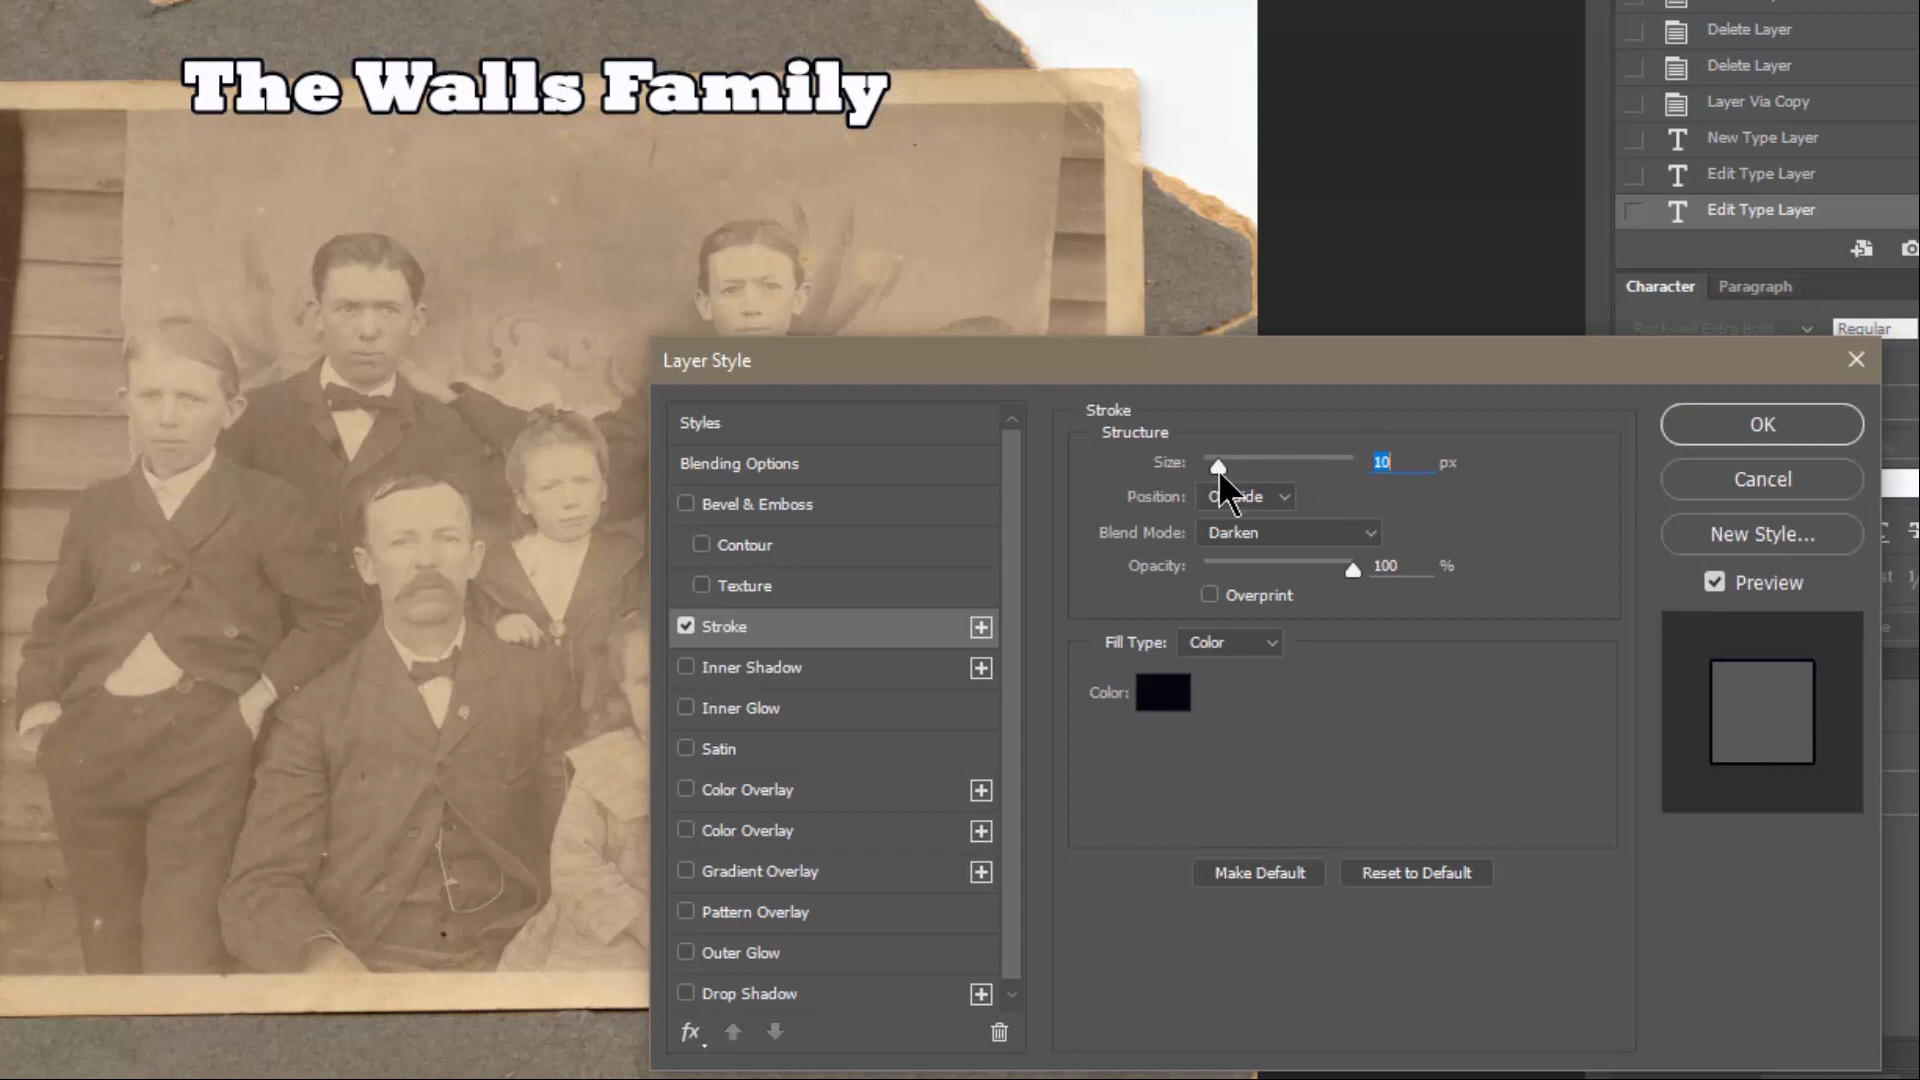 The Walls Family
Delete Layer
Delete Layer
Layer Via Copy
New Type Layer
Edit Type Layer
Edit Type Layer
Character
Paragraph
Rockwell Extra Bold
Regular
Layer Style
Styles
Blending Options
Bevel & Emboss
Contour
Texture
Stroke
Inner Shadow
Inner Glow
Satin
Color Overlay
Color Overlay
Gradient Overlay
Pattern Overlay
Outer Glow
Drop Shadow
fx
Stroke
Structure
Size: 10 px
Position:
Blend Mode: Darken
Opacity: 100 %
Overprint
Fill Type: Color
Color:
Make Default
Reset to Default
OK
Cancel
New Style...
Preview